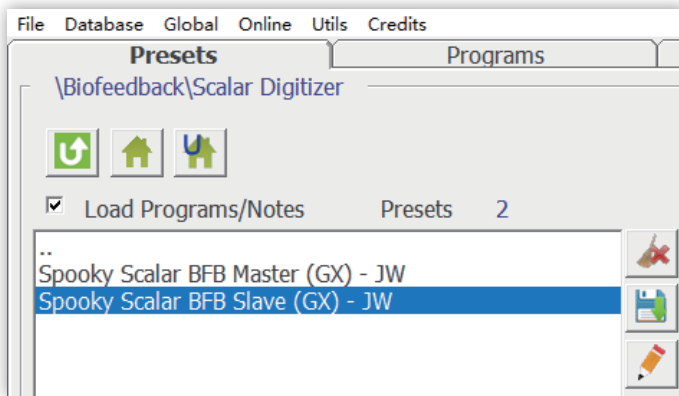 File Database Global Online Utils Credits
Presets Programs
\Biofeedback\Scalar Digitizer
U
Load Programs/Notes Presets 2
..
Spooky Scalar BFB Master (GX) - JW
Spooky Scalar BFB Slave (GX) - JW